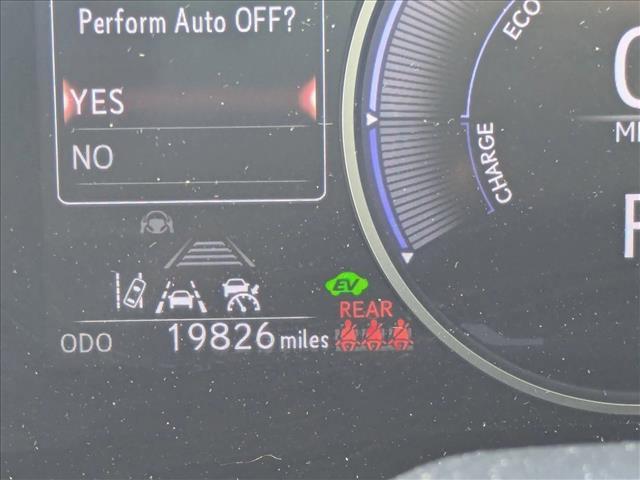 Perform Auto OFF?
YES
NO
ECO
CHARGE
EV
REAR
ODO 19826 miles